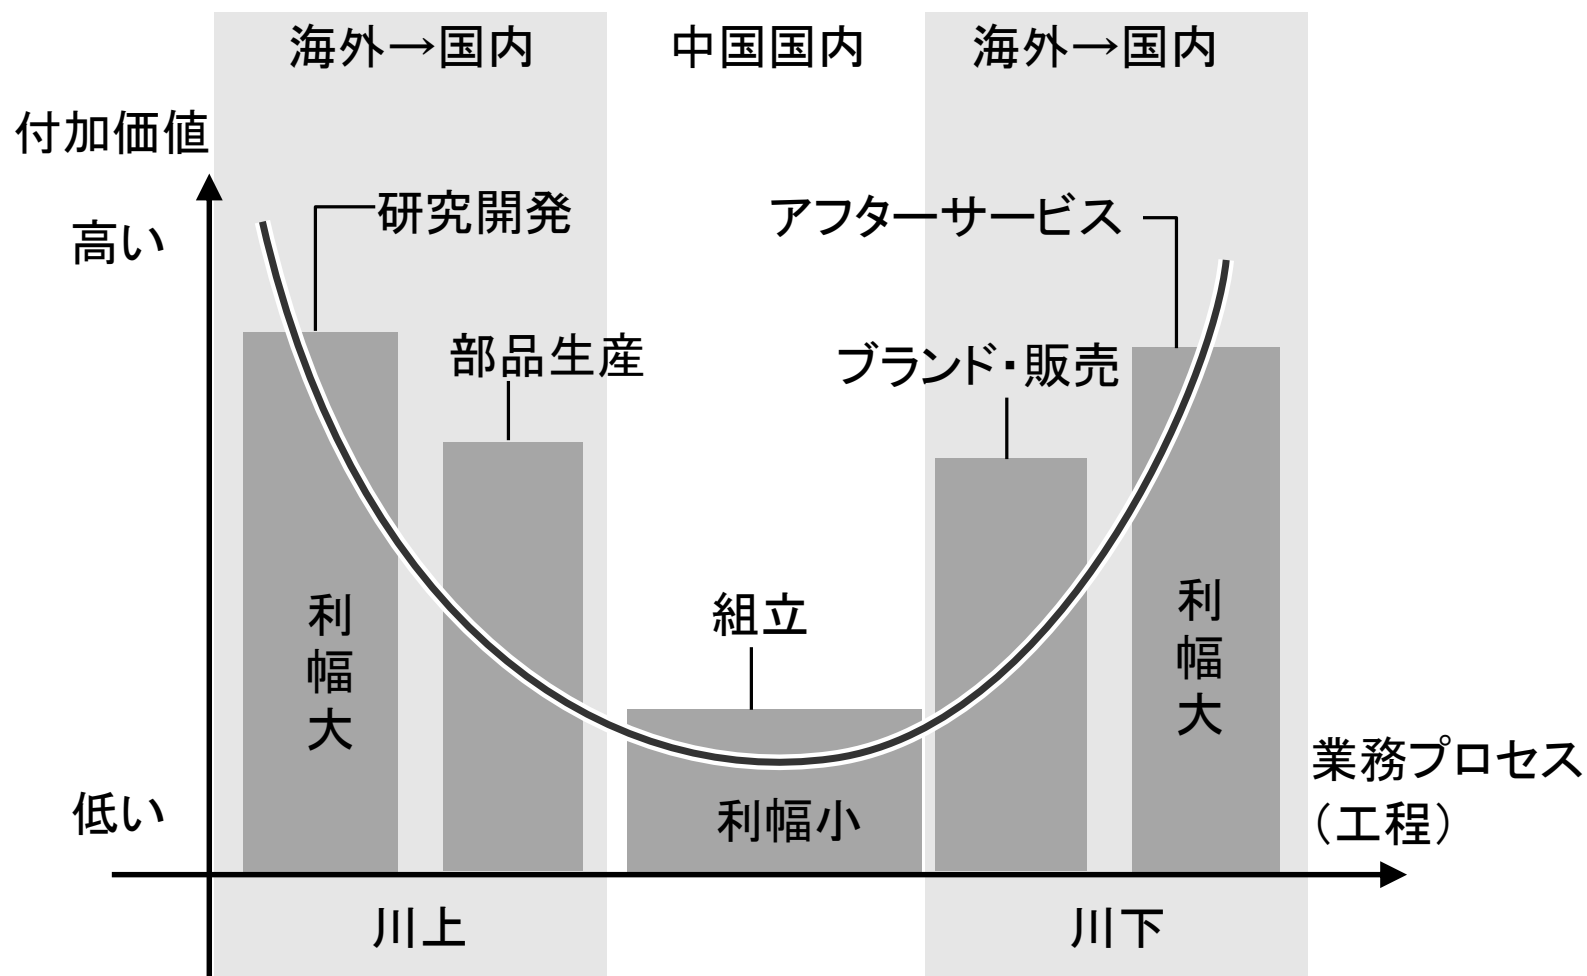 海外→国内
中国国内
海外→国内
付加価値
高い
研究開発
アフターサービス
部品生産
ブランド・販売
組立
利幅大
利幅小
利幅大
低い
業務プロセス
（工程）
川上
川下